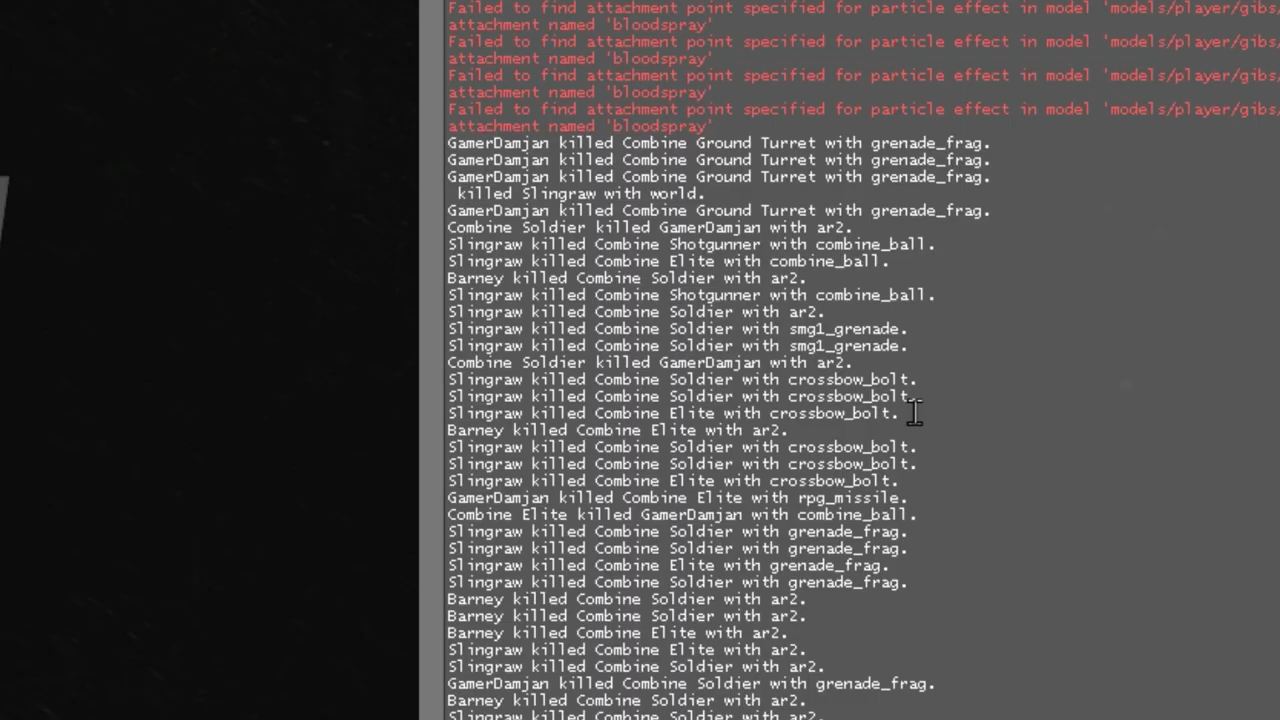 Failed to find attachment point specified for particle effect in model 'models/player/gibs/
attachment named 'bloodspray'
Failed to find attachment point specified for particle effect in model 'models/player/gibs/
attachment named 'bloodspray'
Failed to find attachment point specified for particle effect in model 'models/player/gibs/
attachment named 'bloodspray'
Failed to find attachment point specified for particle effect in model 'models/player/gibs/
attachment named 'bloodspray'
GamerDamjan killed Combine Ground Turret with grenade_frag.
GamerDamjan killed Combine Ground Turret with grenade_frag.
GamerDamjan killed Combine Ground Turret with grenade_frag.
killed Slingraw with world.
GamerDamjan killed Combine Ground Turret with grenade_frag.
Combine Soldier killed GamerDamjan with ar2.
Slingraw killed Combine Shotgunner with combine_ball.
Slingraw killed Combine Elite with combine_ball.
Barney killed Combine Soldier with ar2.
Slingraw killed Combine Shotgunner with combine_ball.
Slingraw killed Combine Soldier with ar2.
Slingraw killed Combine Soldier with smg1_grenade.
Slingraw killed Combine Soldier with smg1_grenade.
Combine Soldier killed GamerDamjan with ar2.
Slingraw killed Combine Soldier with crossbow_bolt.
Slingraw killed Combine Soldier with crossbow_bolt.
Slingraw killed Combine Elite with crossbow_bolt.
Barney killed Combine Elite with ar2.
Slingraw killed Combine Soldier with crossbow_bolt.
Slingraw killed Combine Soldier with crossbow_bolt.
Slingraw killed Combine Elite with crossbow_bolt.
GamerDamjan killed Combine Elite with rpg_missile.
Combine Elite killed GamerDamjan with combine_ball.
Slingraw killed Combine Soldier with grenade_frag.
Slingraw killed Combine Soldier with grenade_frag.
Slingraw killed Combine Elite with grenade_frag.
Slingraw killed Combine Soldier with grenade_frag.
Barney killed Combine Soldier with ar2.
Barney killed Combine Soldier with ar2.
Barney killed Combine Elite with ar2.
Slingraw killed Combine Elite with ar2.
Slingraw killed Combine Soldier with ar2.
GamerDamjan killed Combine Soldier with grenade_frag.
Barney killed Combine Soldier with ar2.
Slingraw killed Combine Soldier with ar2.